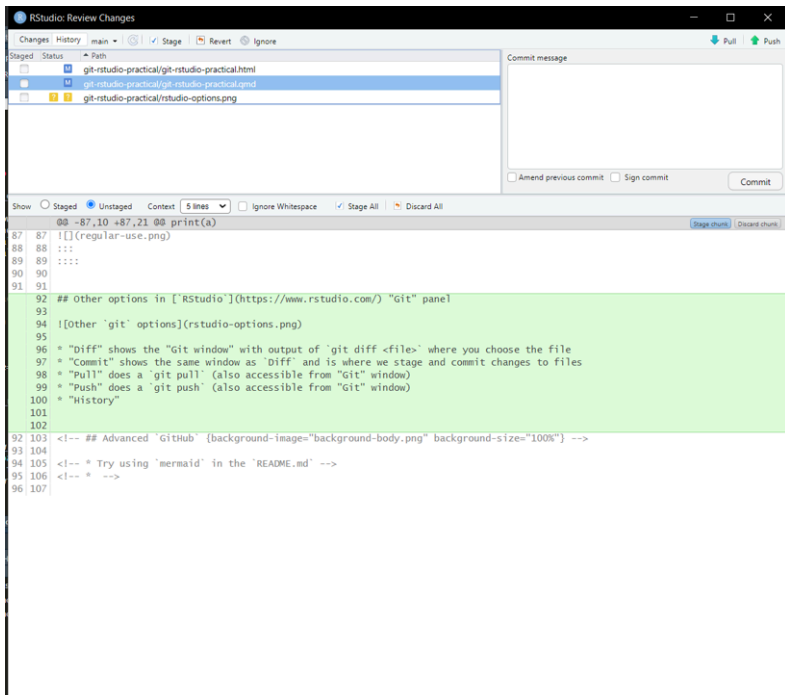 R RStudio: Review Changes
Changes History main Stage Revert Ignore Pull Push
Staged Status Path
M git-rstudio-practical/git-rstudio-practical.html
M git-rstudio-practical/git-rstudio-practical.qmd
? ? git-rstudio-practical/rstudio-options.png
Commit message
Amend previous commit Sign commit
Commit
Show Staged Unstaged Context 5 lines Ignore Whitespace Stage All Discard All
@@ -87,10 +87,21 @@ print(a) Stage chunk Discard chunk
87 87 ![](regular-use.png)
88 88 :::
89 89 ::::
90 90
91 91
92 ## Other options in [`RStudio`](https://www.rstudio.com/) "Git" panel
93
94 ![Other `git` options](rstudio-options.png)
95
96 * "Diff" shows the "Git window" with output of `git diff <file>` where you choose the file
97 * "Commit" shows the same window as `Diff` and is where we stage and commit changes to files
98 * "Pull" does a `git pull` (also accessible from "Git" window)
99 * "Push" does a `git push` (also accessible from "Git" window)
100 * "History"
101
102
92 103 <!-- ## Advanced `GitHub` {background-image="background-body.png" background-size="100%"} -->
93 104
94 105 <!-- * Try using `mermaid` in the `README.md` -->
95 106 <!-- * -->
96 107